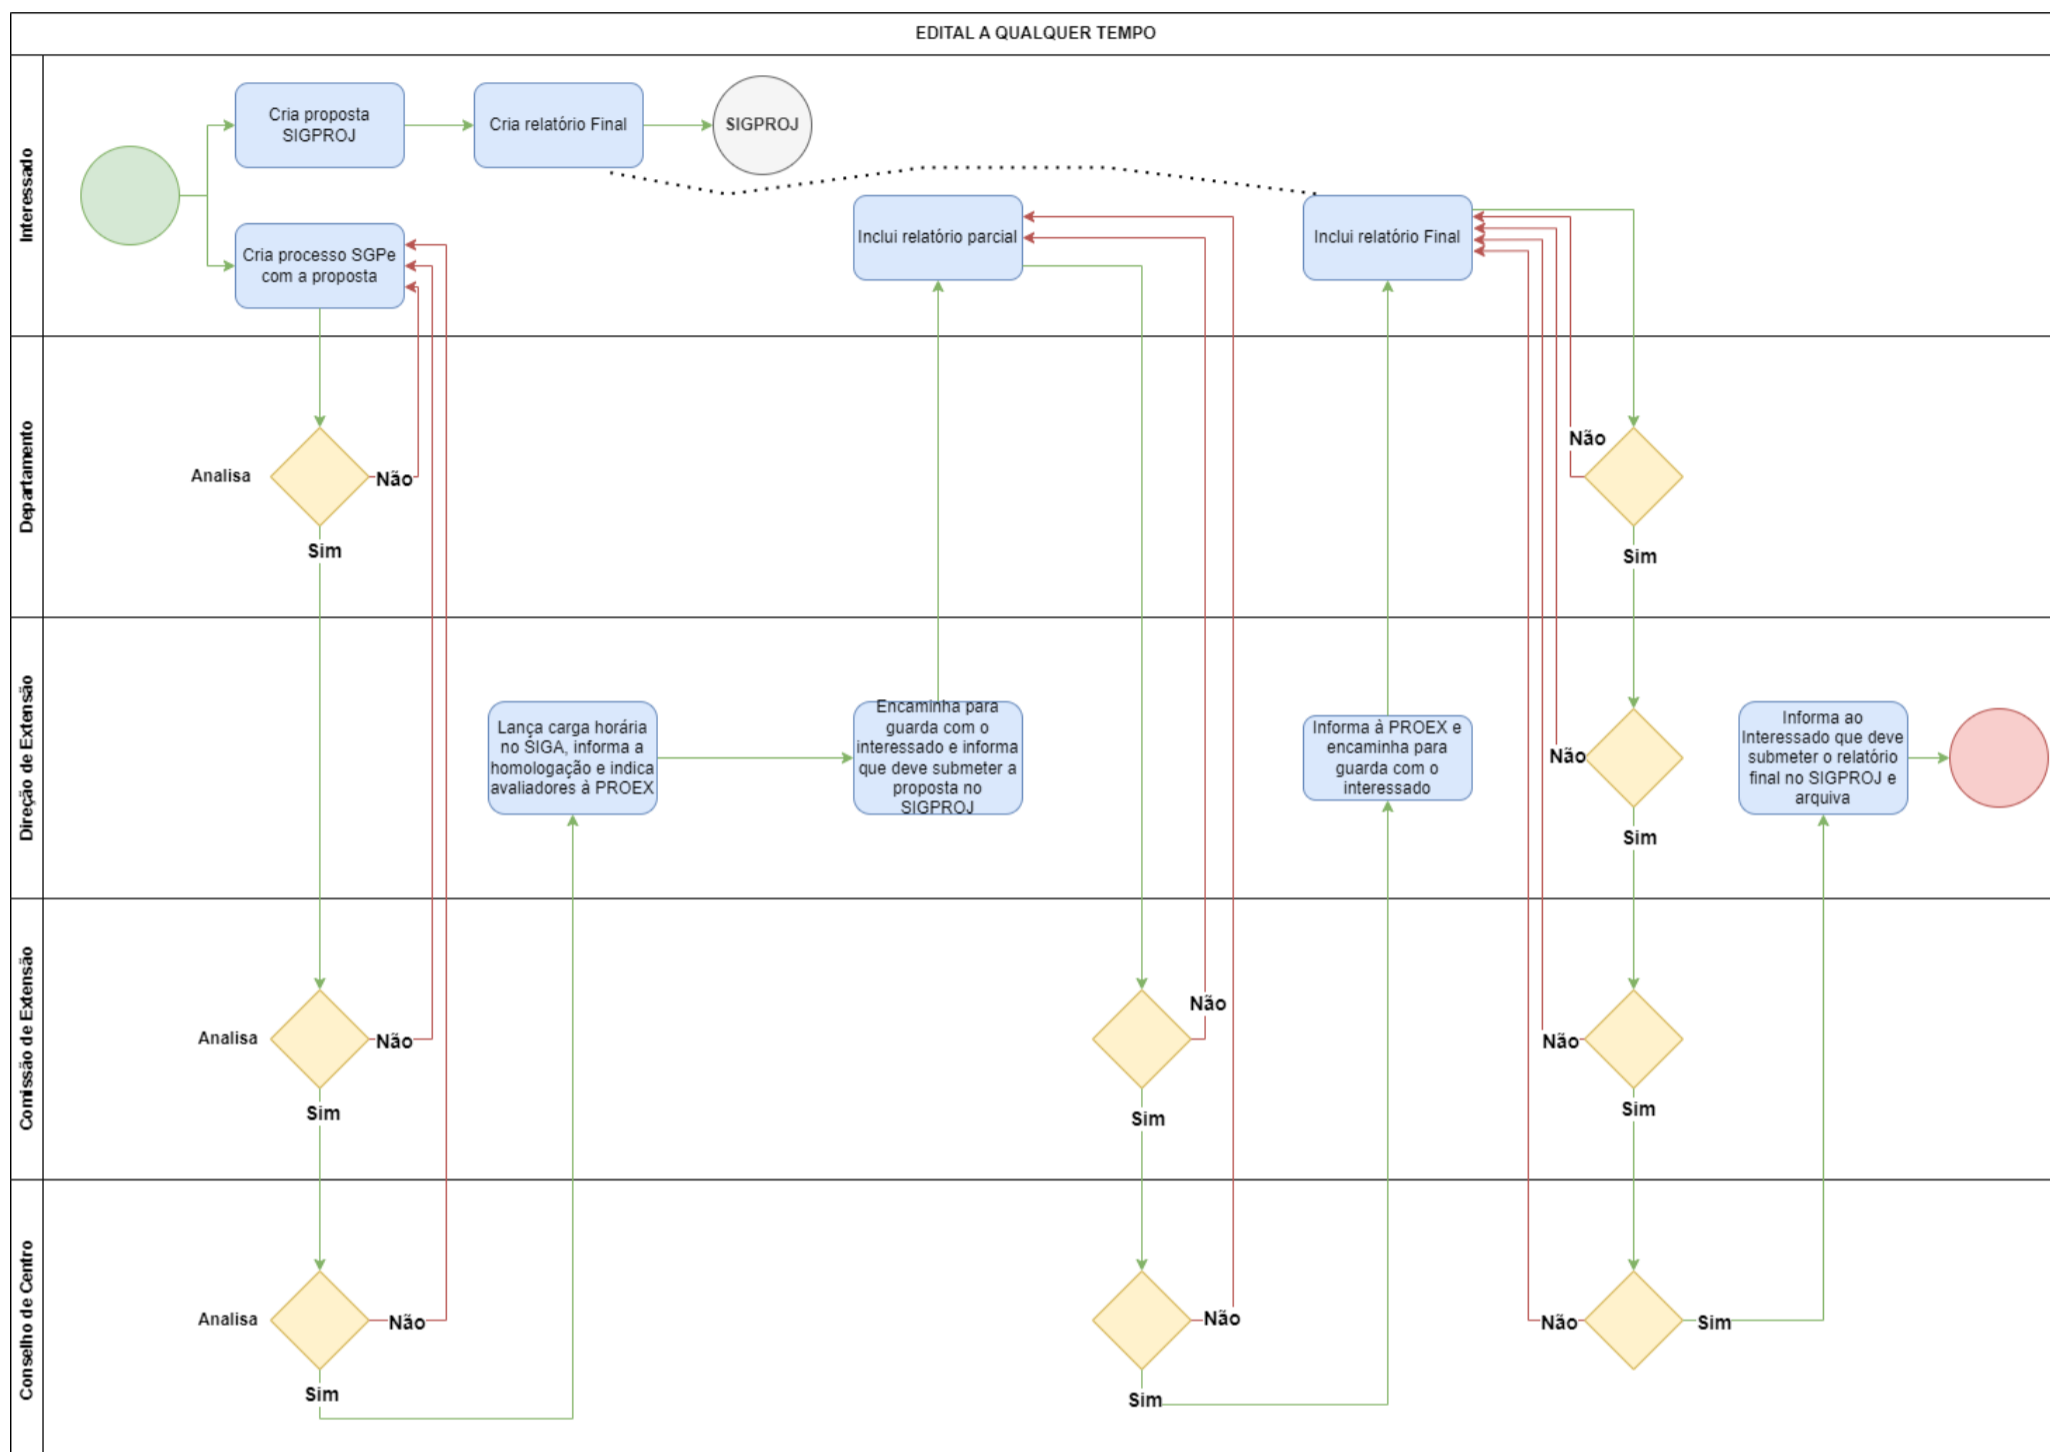 EDITAL A QUALQUER TEMPO
Interessado
Cria proposta
SIGPROJ
Cria relatório Final
SIGPROJ
Cria processo SGPe
com a proposta
Inclui relatório parcial
Inclui relatório Final
Departamento
Analisa
Não
Sim
Não
Sim
Direção de Extensão
Lança carga horária
no SIGA, informa a
homologação e indica
avaliadores à PROEX
Encaminha para
guarda com o
interessado e informa
que deve submeter a
proposta no
SIGPROJ
Informa à PROEX e
encaminha para
guarda com o
interessado
Não
Sim
Informa ao
Interessado que deve
submeter o relatório
final no SIGPROJ e
arquiva
Comissão de Extensão
Analisa
Não
Sim
Não
Sim
Não
Sim
Conselho de Centro
Analisa
Não
Sim
Não
Sim
Não
Sim